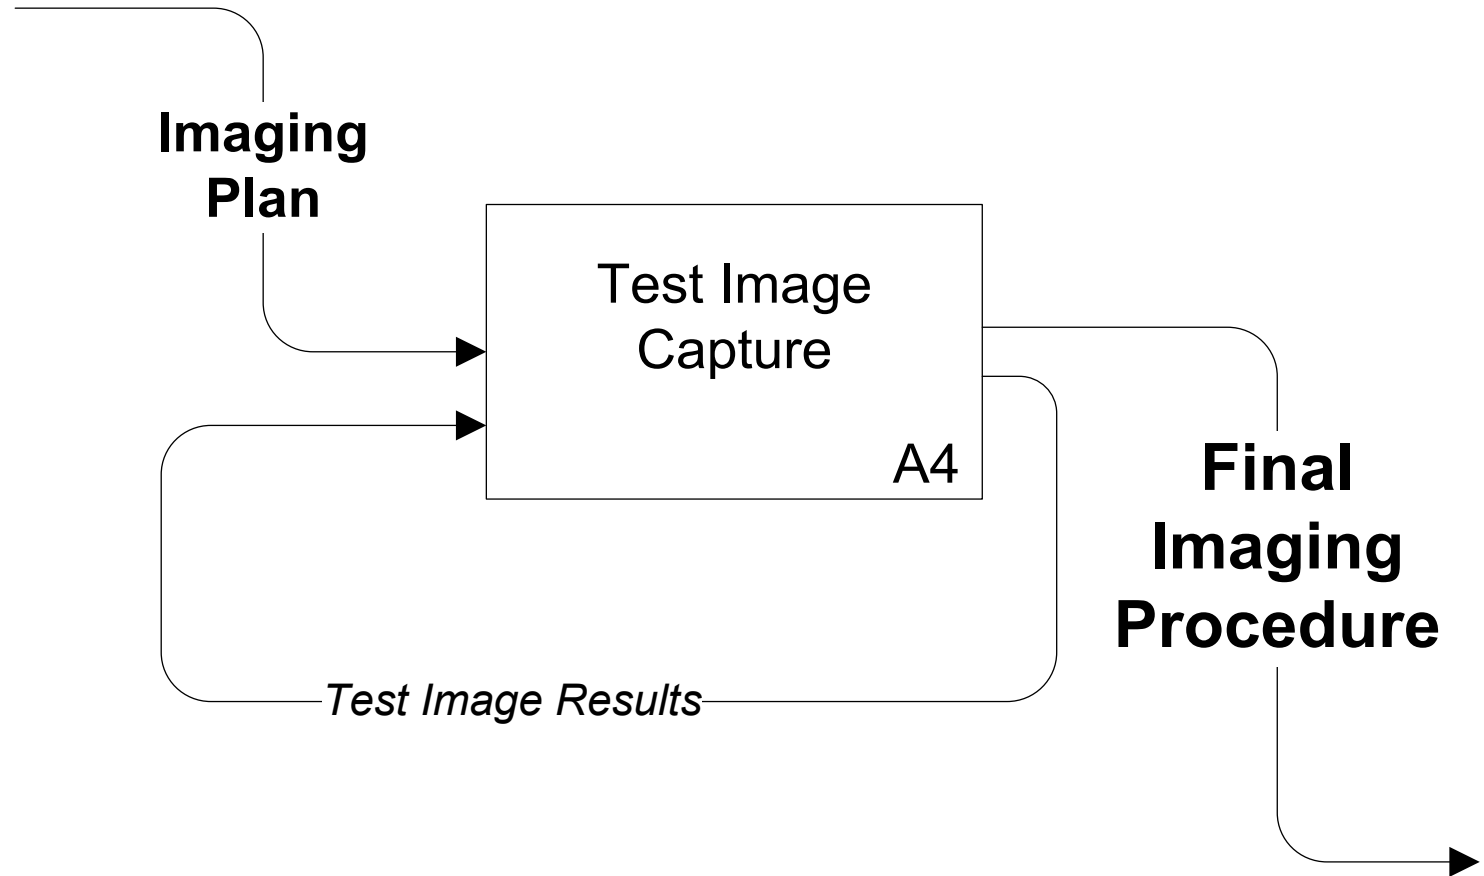 Imaging
Plan
Test Image
Capture
A4
Final
Imaging
Procedure
Test Image Results